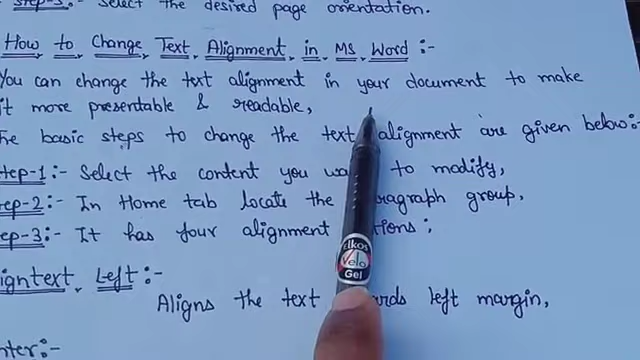 Step-3:- Select the desired page orientation.
How to Change Text Alignment in MS Word:-
You can change the text alignment in your document to make
it more presentable & readable,
The basic steps to change the text alignment are given below:-
Step-1:- Select the content you want to modify,
Step-2:- In Home tab locate the paragraph group,
Step-3:- It has four alignment options:
Aligntext Left:-
Aligns the text towards left margin,
nter:-
elkos
Velo
Gel